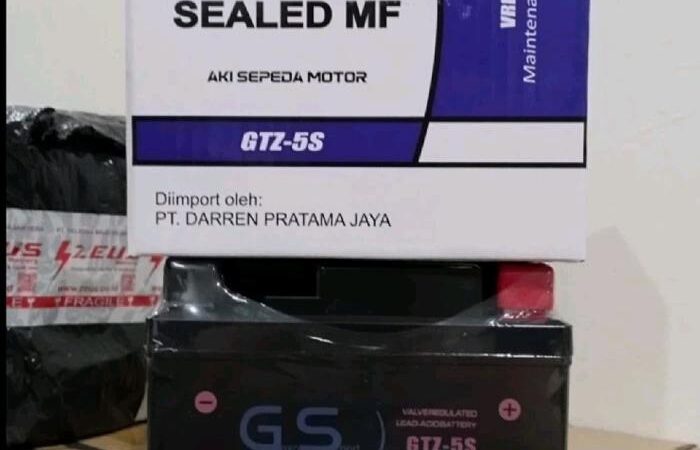 SEALED MF
AKI SEPEDA MOTOR
GTZ-5S
Diimport oleh:
PT. DARREN PRATAMA JAYA
Maintena
ZEUS
FRAGILE
GS
VALVEREGULATED
LEAD-ACIDBATTERY
GTZ-5S